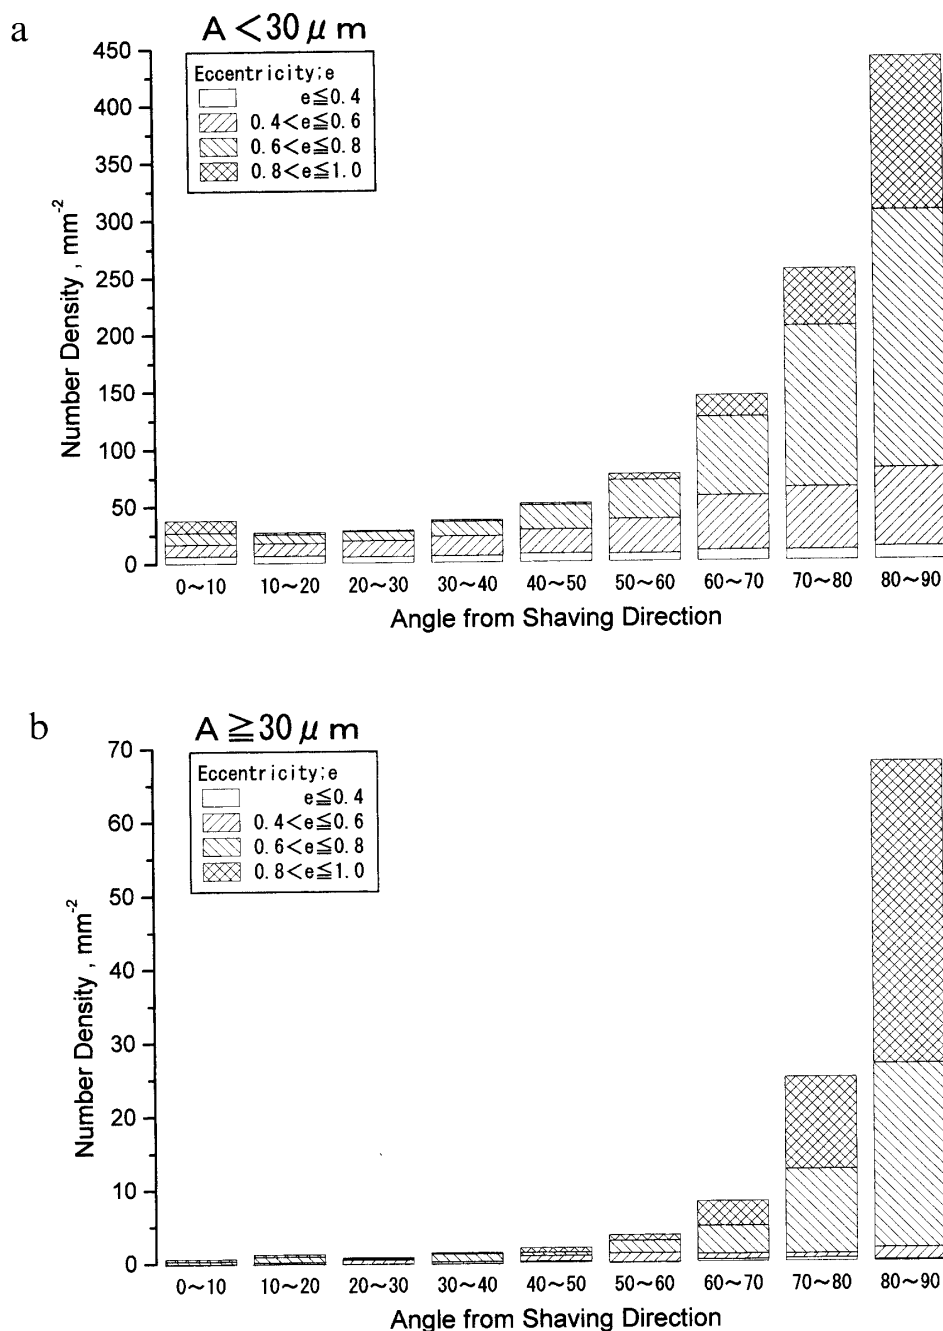 a
A <30 μ m
Eccentricity;e
e≦0.4
0.4<e≦0.6
0.6<e≦0.8
0.8<e≦1.0
Number Density , mm-2
450
400
350
300
250
200
150
100
50
0
0~10 10~20 20~30 30~40 40~50 50~60 60~70 70~80 80~90
Angle from Shaving Direction
b
A ≧30 μ m
Eccentricity;e
e≦0.4
0.4<e≦0.6
0.6<e≦0.8
0.8<e≦1.0
Number Density , mm-2
70
60
50
40
30
20
10
0
0~10 10~20 20~30 30~40 40~50 50~60 60~70 70~80 80~90
Angle from Shaving Direction